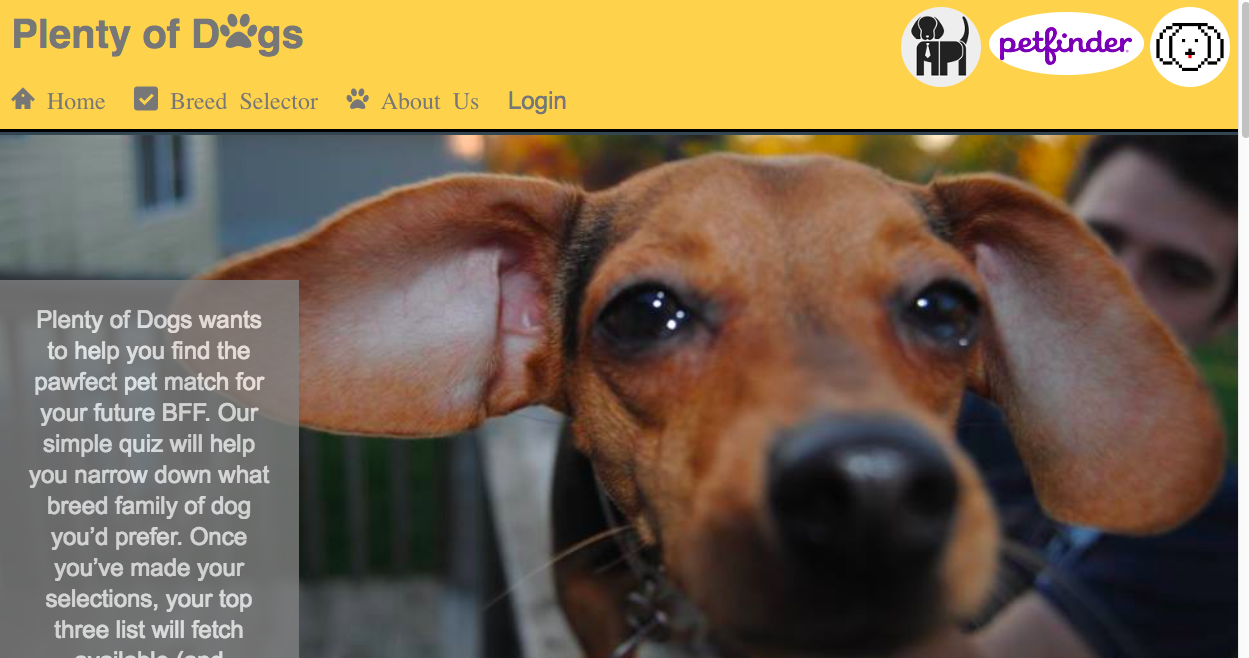 Plenty of Dogs
API
petfinder
Home Breed Selector About Us Login
Plenty of Dogs wants
to help you find the
pawfect pet match for
your future BFF. Our
simple quiz will help
you narrow down what
breed family of dog
you’d prefer. Once
you’ve made your
selections, your top
three list will fetch
available (and